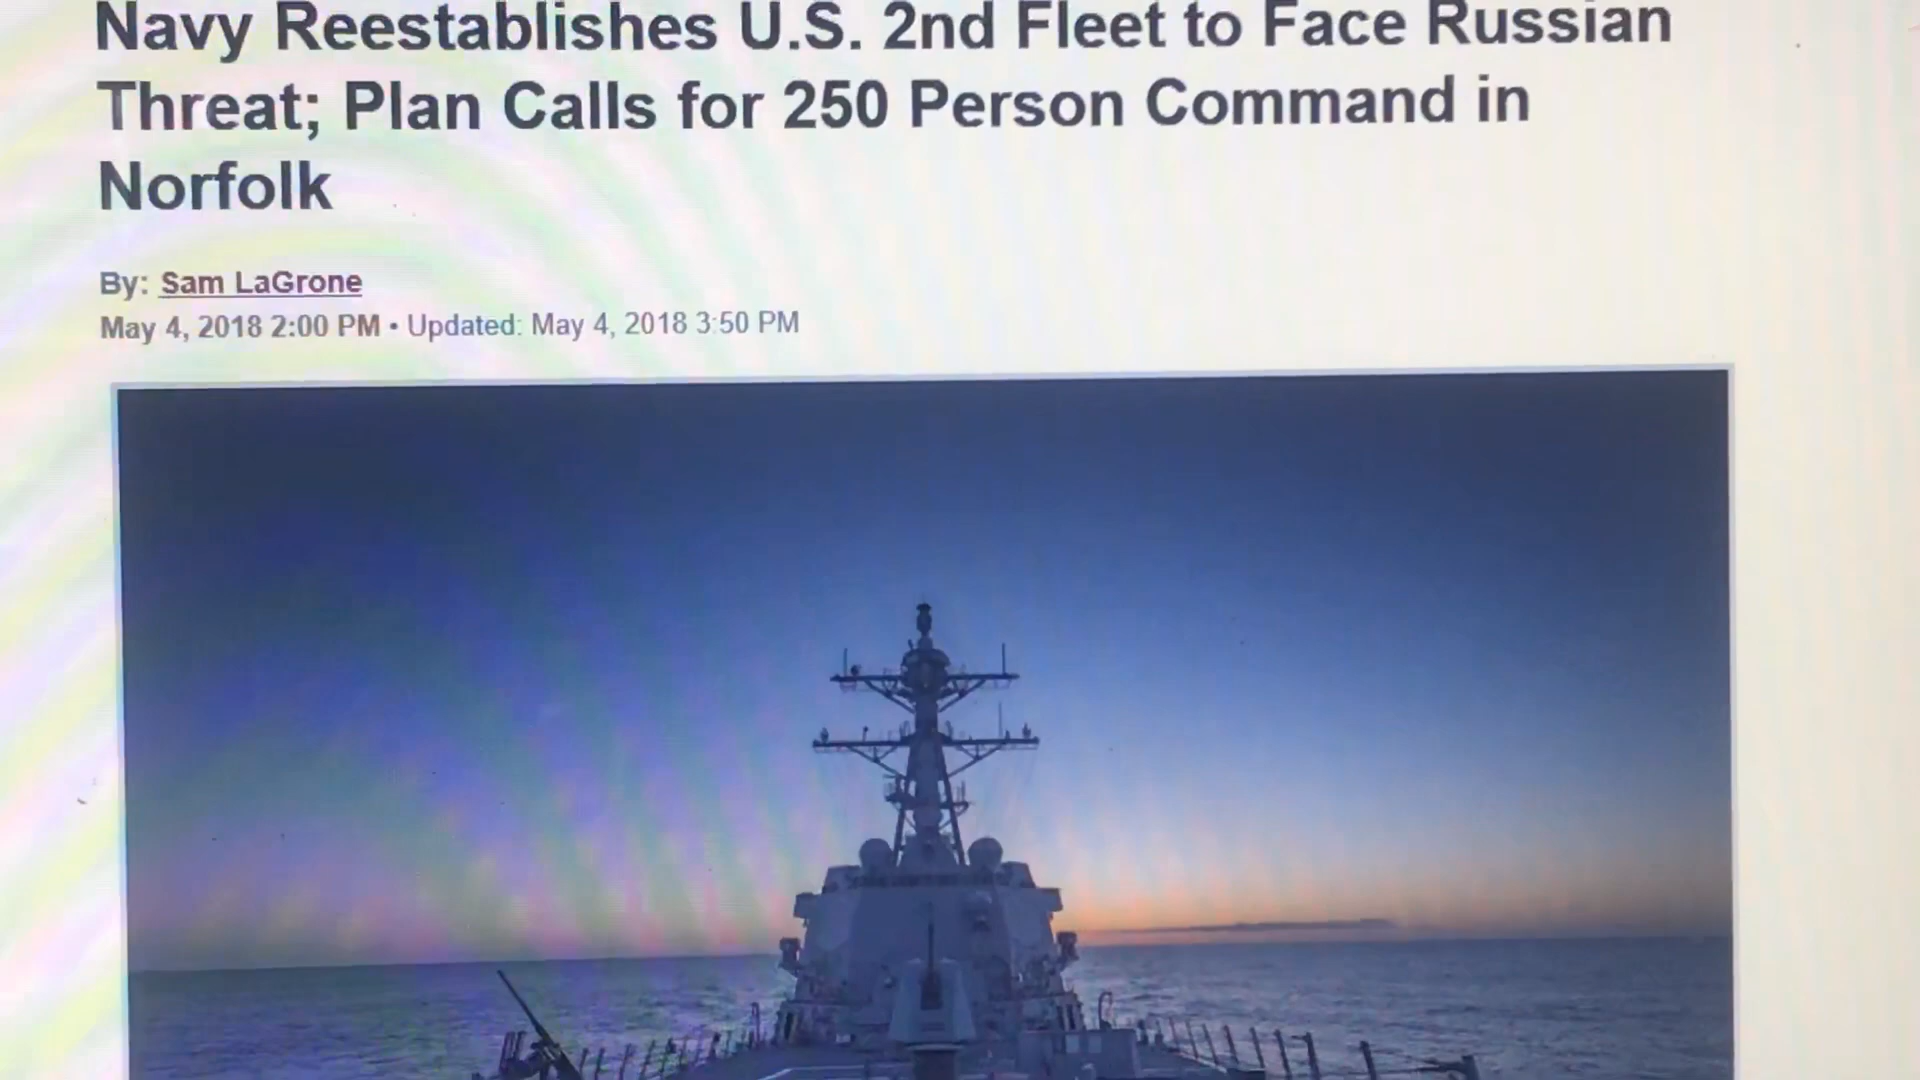 Navy Reestablishes U.S. 2nd Fleet to Face Russian
Threat; Plan Calls for 250 Person Command in
Norfolk
By: Sam LaGrone
May 4, 2018 2:00 PM • Updated: May 4, 2018 3:50 PM